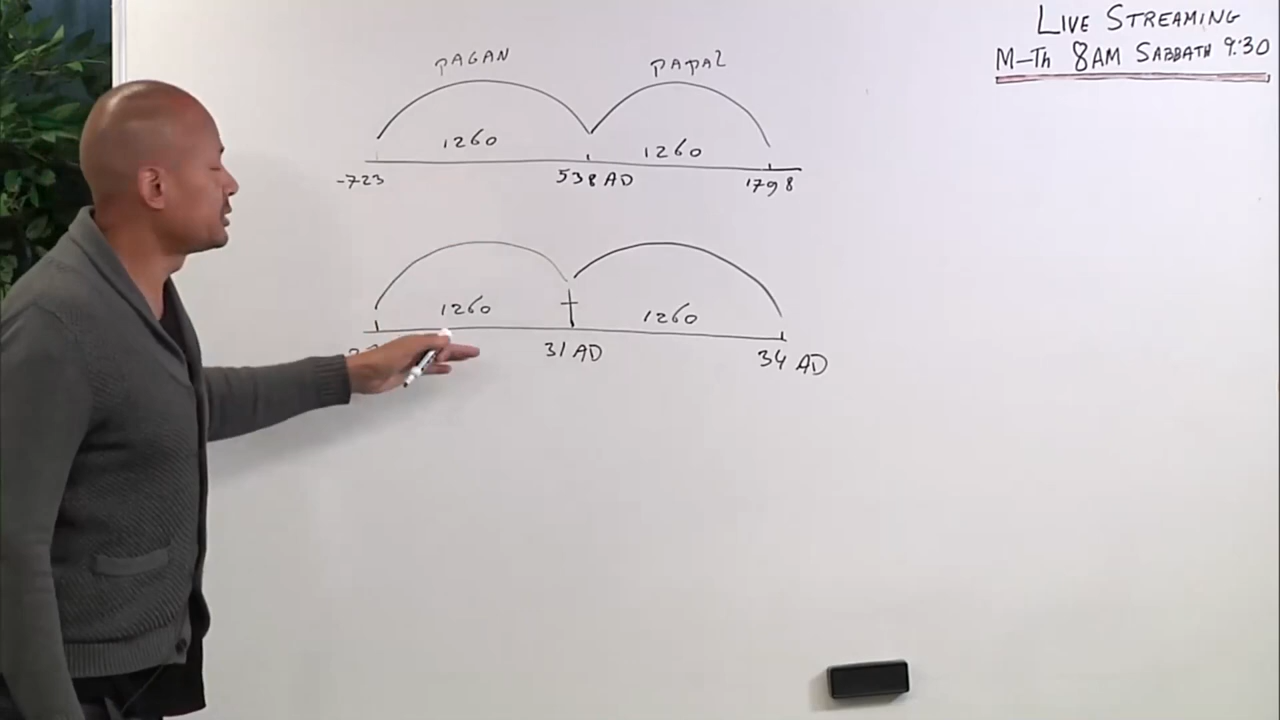 LIVE STREAMING
M-Th 8AM SABBATH 9:30
PAGAN PAPAL
1260 1260
-723 538 AD 1798
1260 1260
31 AD 34 AD